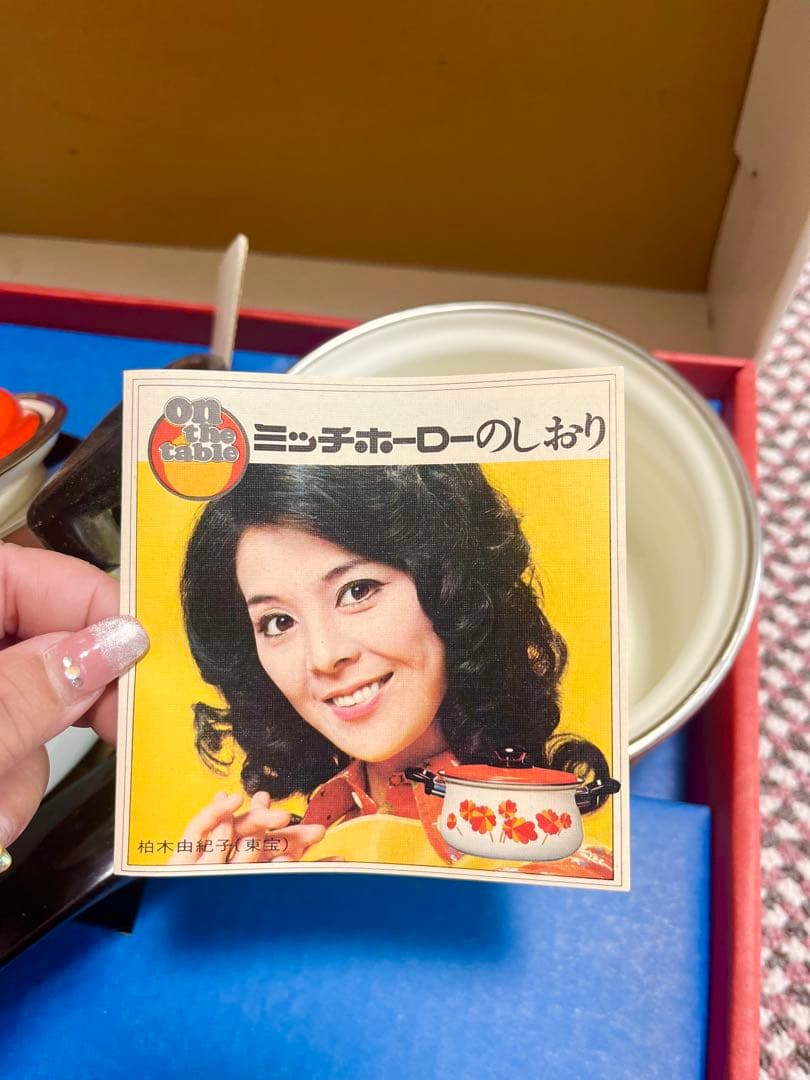 on
the
table
ミッチホーローのしおり
柏木由紀子(東宝)